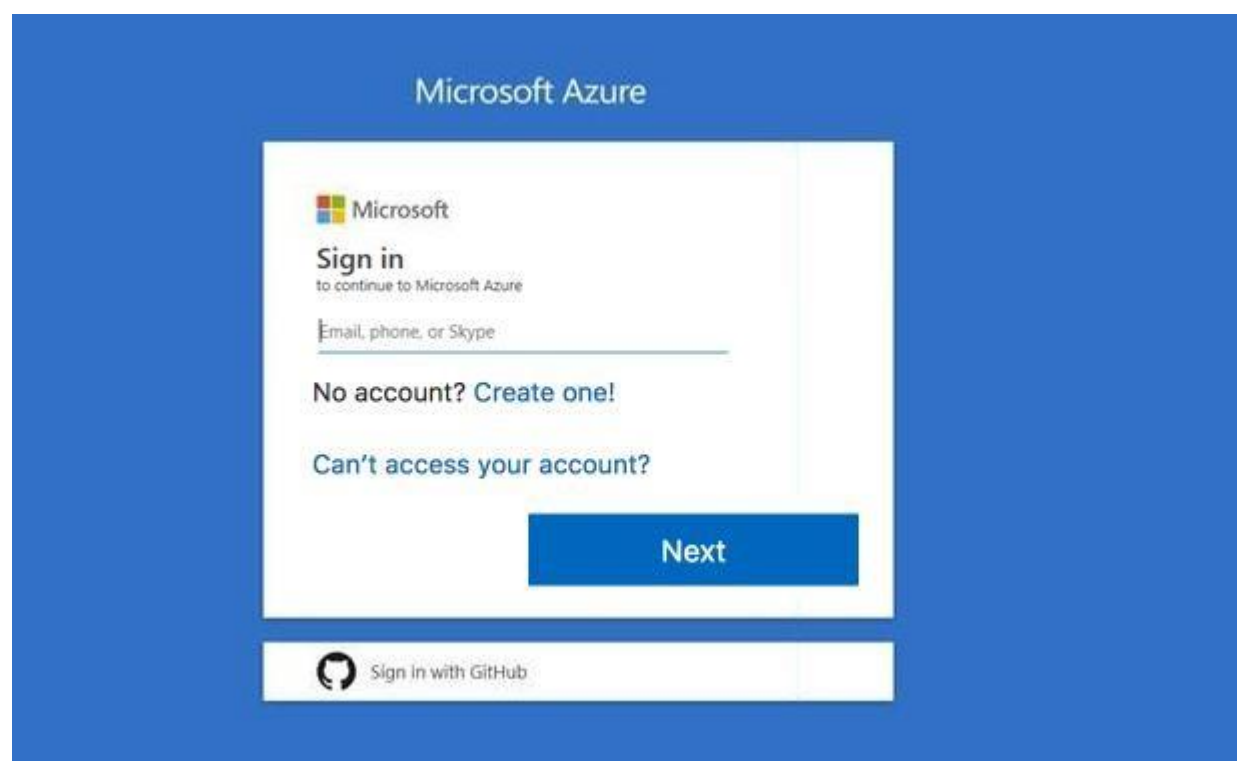 Microsoft Azure
Microsoft
Sign in
to continue to Microsoft Azure
Email, phone, or Skype
No account? Create one!
Can't access your account?
Next
Sign in with GitHub